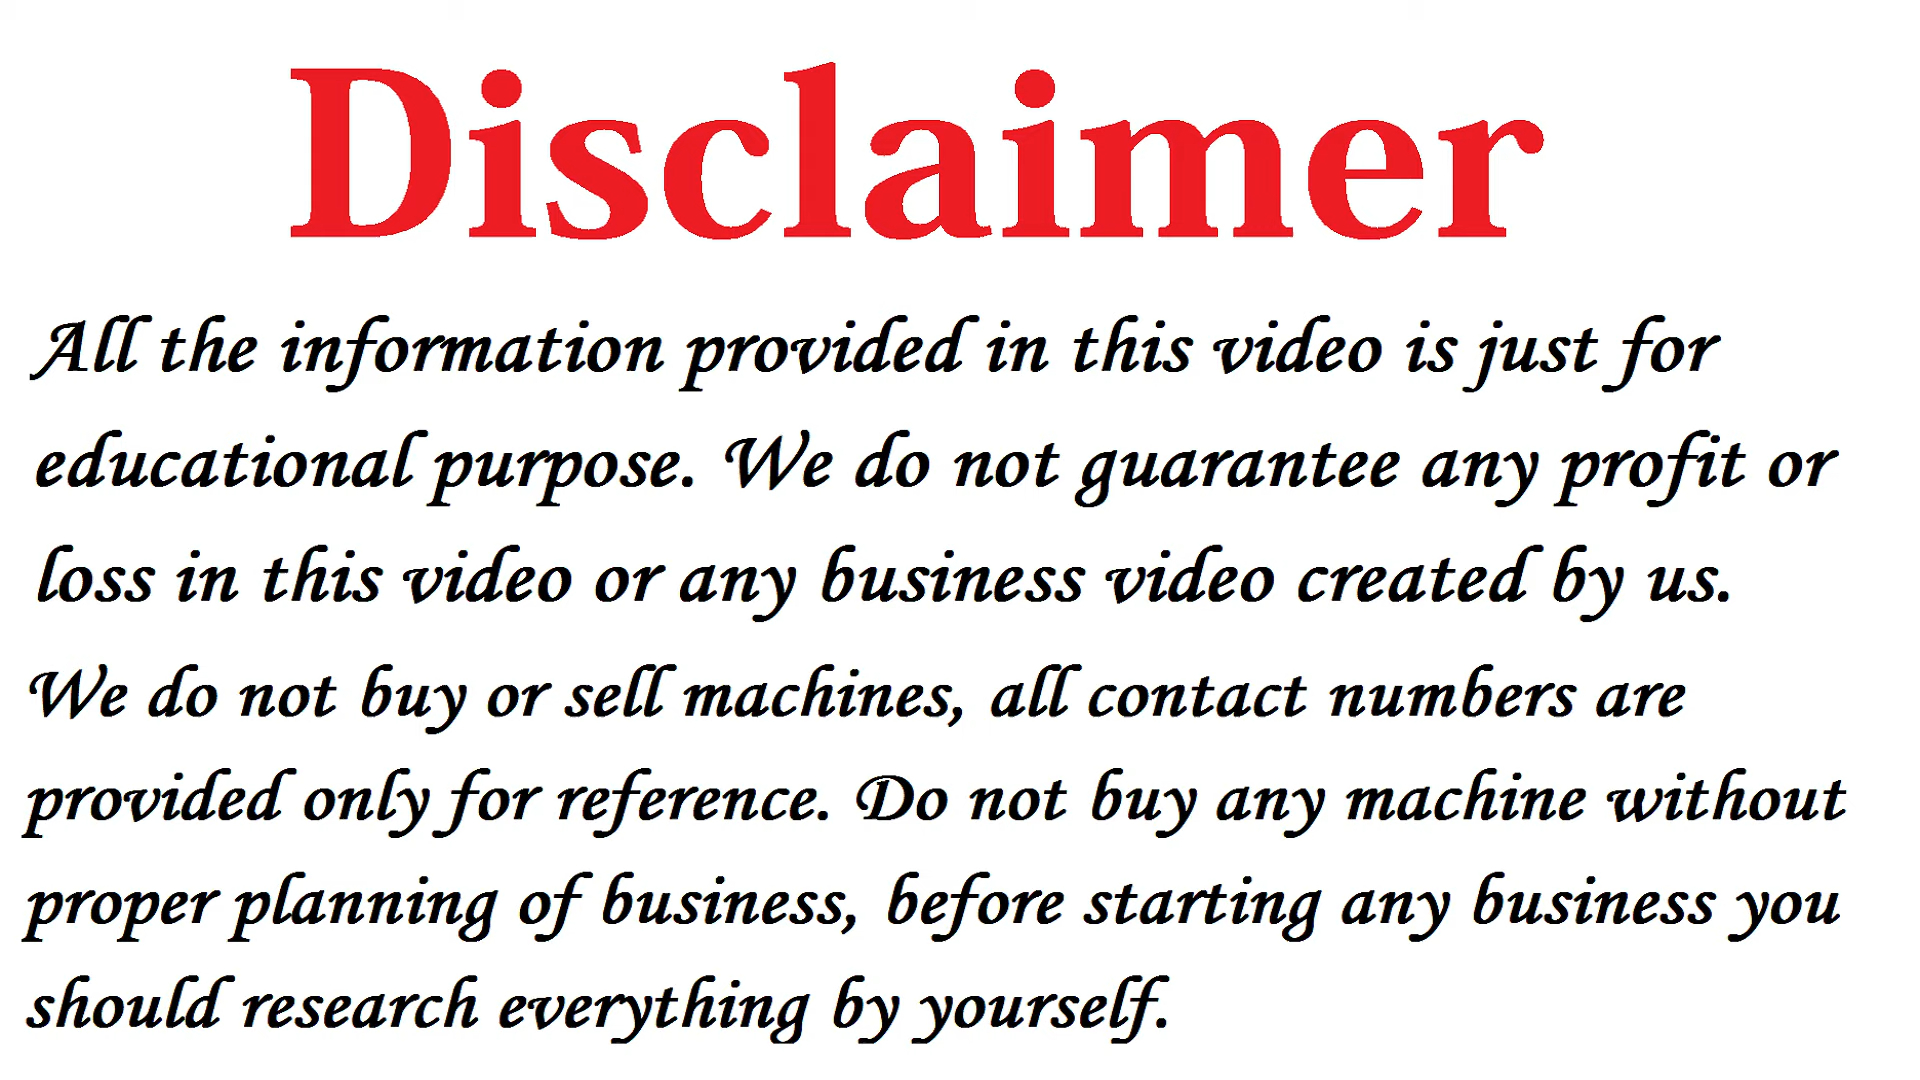 Disclaimer
All the information provided in this video is just for
educational purpose. We do not guarantee any profit or
loss in this video or any business video created by us.
We do not buy or sell machines, all contact numbers are
provided only for reference. Do not buy any machine without
proper planning of business, before starting any business you
should research everything by yourself.